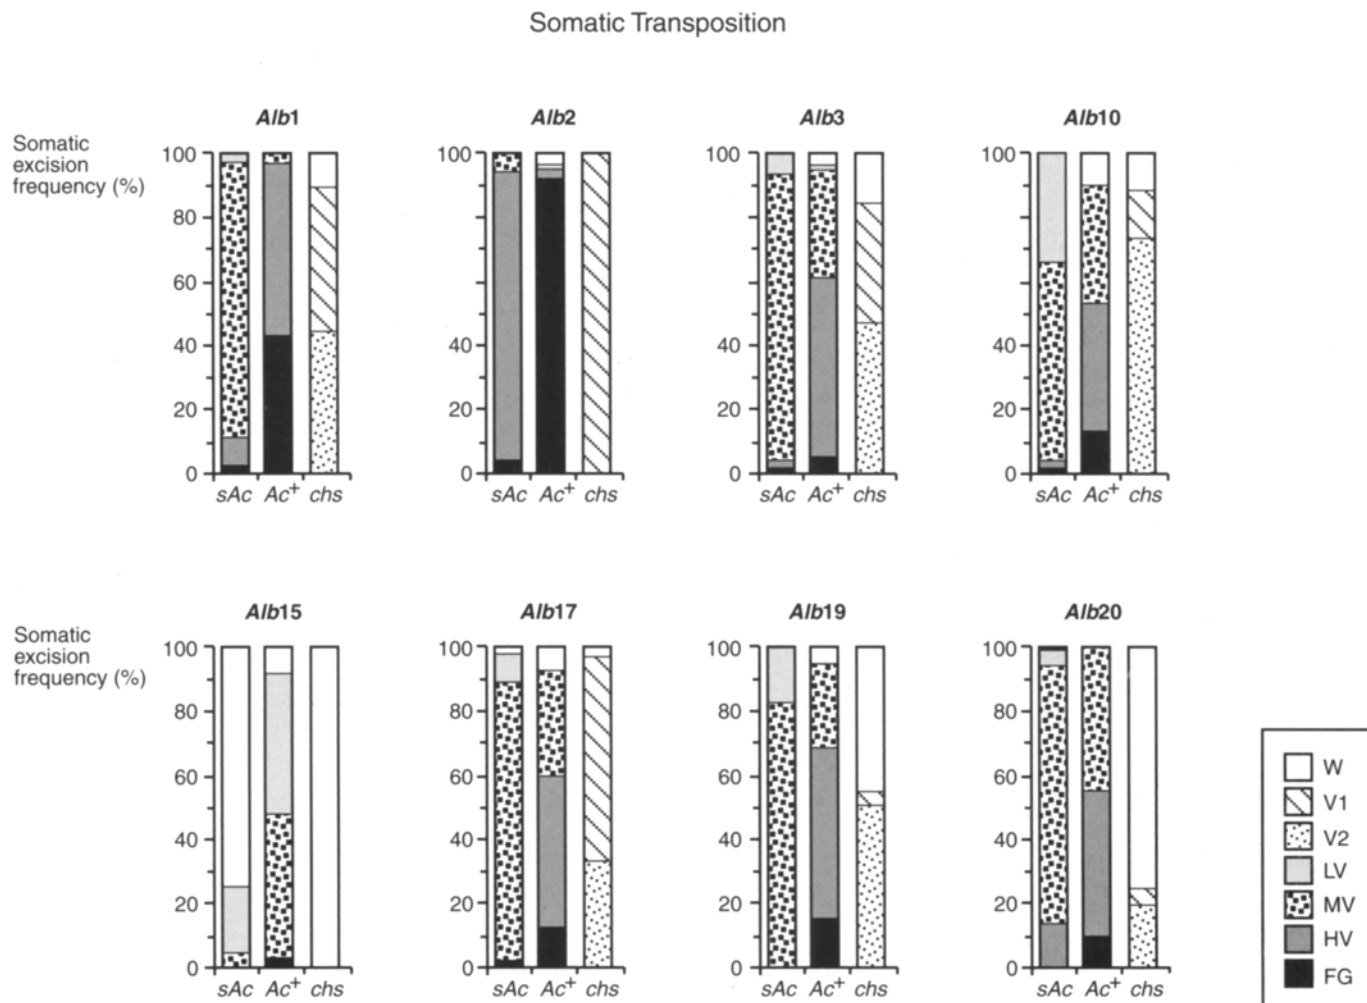 Somatic Transposition
Alb1 Alb2 Alb3 Alb10
Somatic
excision
frequency (%)
100 100 100 100
80
60
40 40 40 40
20 20 20 20
0 0 0 0
sAc Ac+ chs sAc Ac+ chs sAc Ac+ chs sAc Ac+ chs
Alb15 Alb17 Alb19 Alb20
Somatic
excision
frequency (%)
100 100 100 100
80 80 80 80
60 60 60 60
40 40 40 40
20 20 20 20
0 0 0 0
sAc Ac+ chs sAc Ac+ chs sAc Ac+ chs sAc Ac+ chs
W
V1
V2
LV
MV
HV
FG